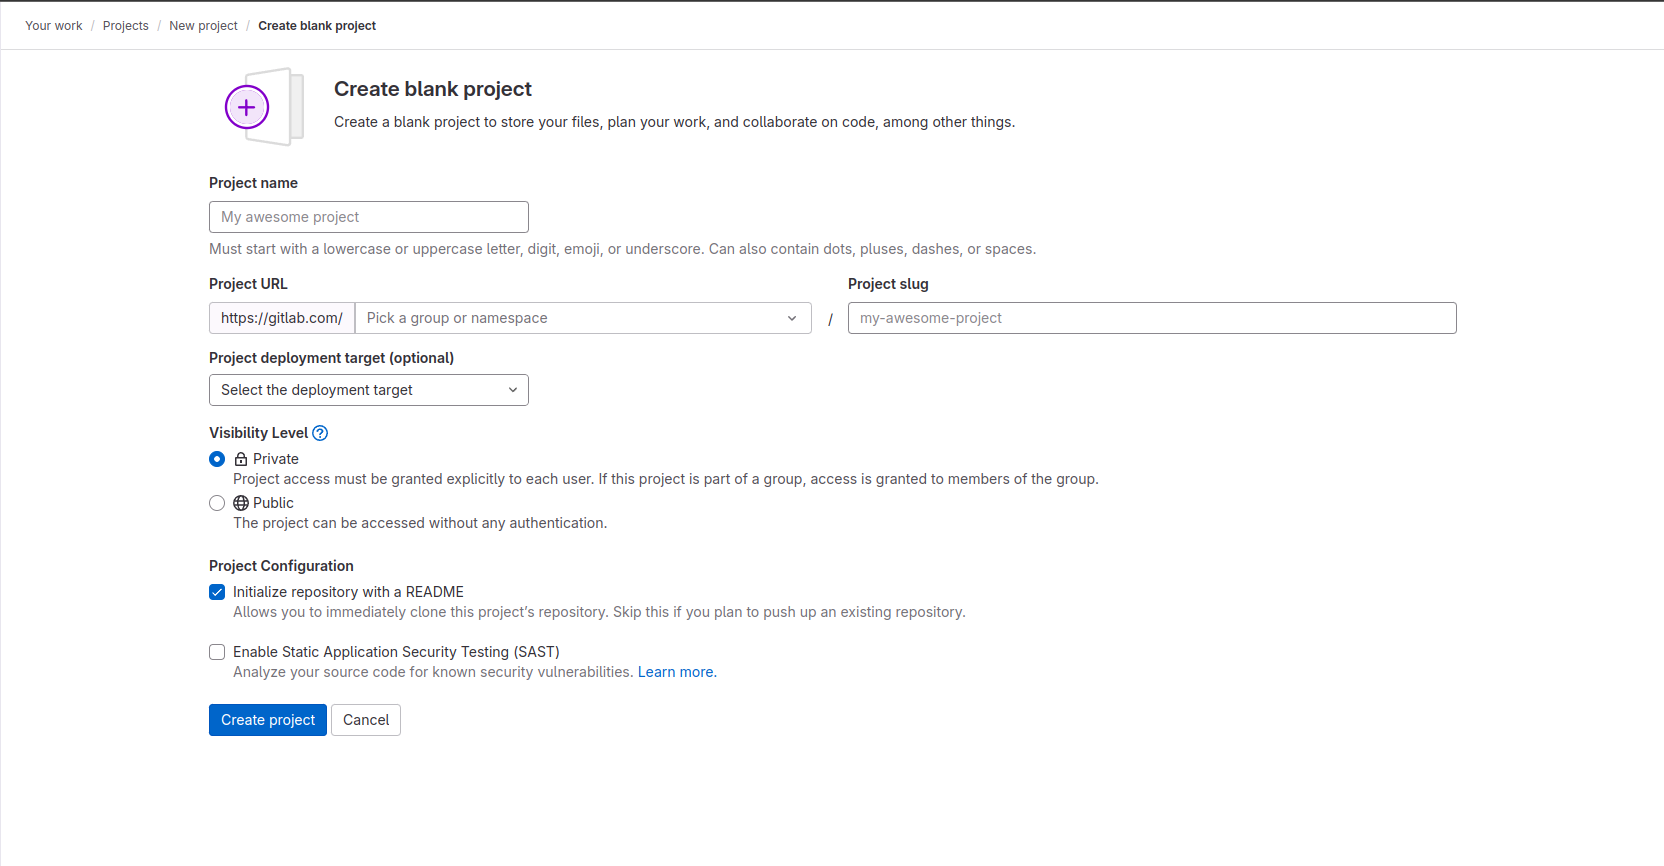 Your work / Projects / New project / Create blank project
Create blank project
Create a blank project to store your files, plan your work, and collaborate on code, among other things.
Project name
My awesome project
Must start with a lowercase or uppercase letter, digit, emoji, or underscore. Can also contain dots, pluses, dashes, or spaces.
Project URL
Project slug
https://gitlab.com/ Pick a group or namespace / my-awesome-project
Project deployment target (optional)
Select the deployment target
Visibility Level
Private
Project access must be granted explicitly to each user. If this project is part of a group, access is granted to members of the group.
Public
The project can be accessed without any authentication.
Project Configuration
Initialize repository with a README
Allows you to immediately clone this project’s repository. Skip this if you plan to push up an existing repository.
Enable Static Application Security Testing (SAST)
Analyze your source code for known security vulnerabilities. Learn more.
Create project Cancel